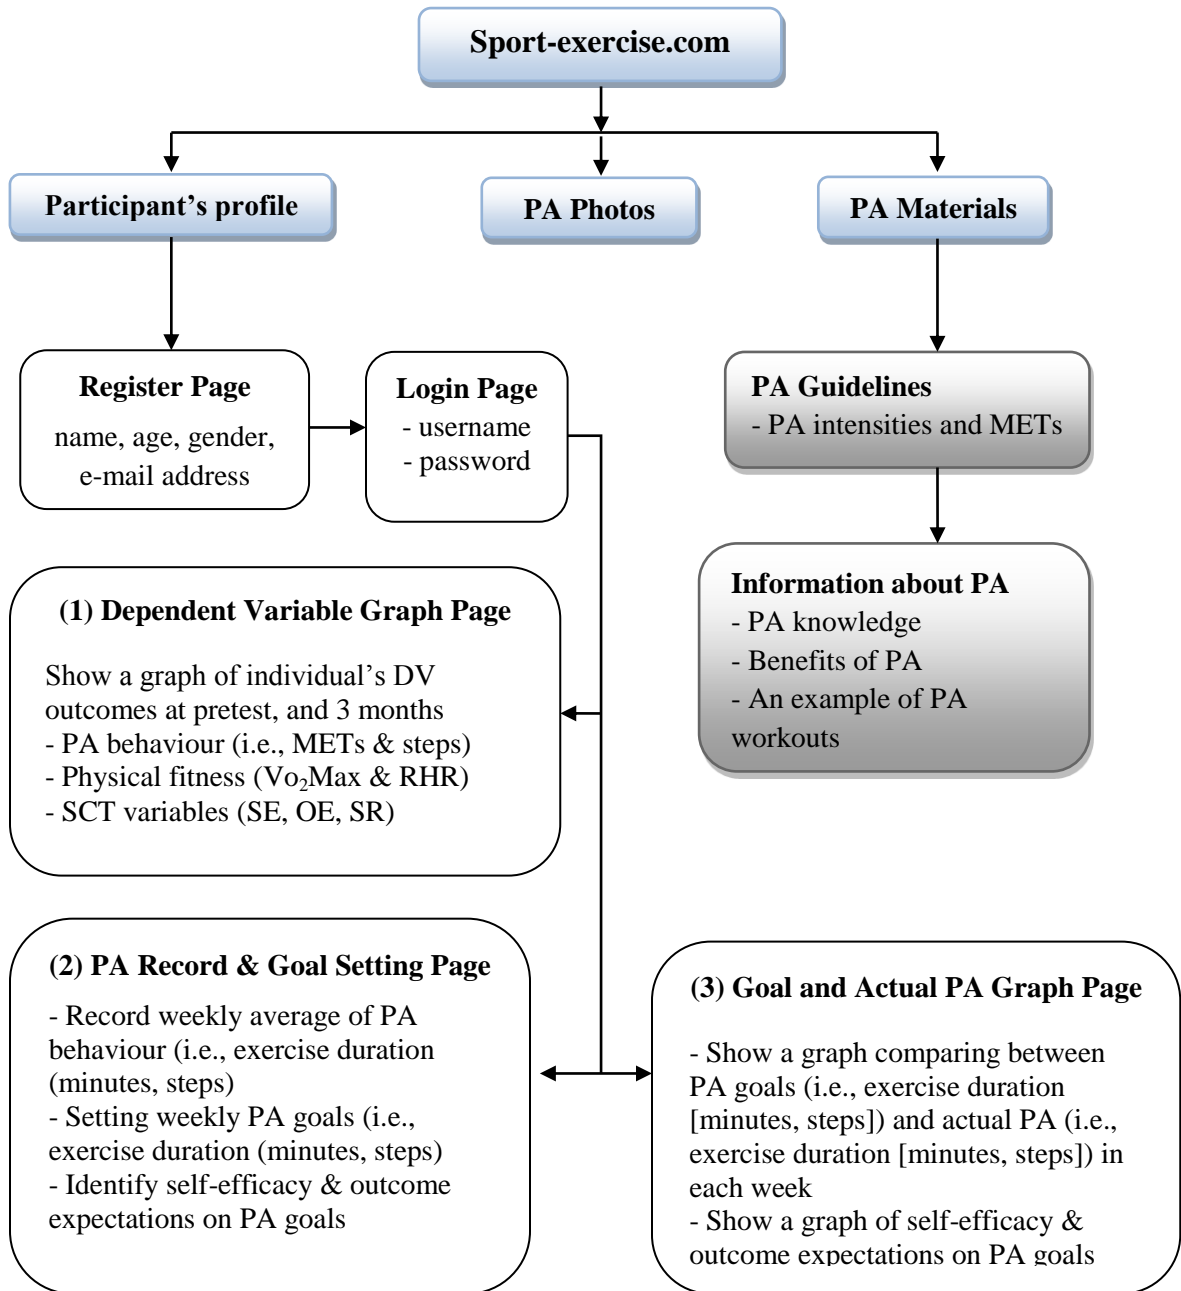 Sport-exercise.com
Participant's profile
PA Photos
PA Materials
Register Page
name, age, gender,
e-mail address
Login Page
- username
- password
PA Guidelines
- PA intensities and METs
Information about PA
- PA knowledge
- Benefits of PA
- An example of PA
workouts
(1) Dependent Variable Graph Page
Show a graph of individual's DV
outcomes at pretest, and 3 months
- PA behaviour (i.e., METs & steps)
- Physical fitness (Vo₂Max & RHR)
- SCT variables (SE, OE, SR)
(2) PA Record & Goal Setting Page
- Record weekly average of PA
behaviour (i.e., exercise duration
(minutes, steps)
- Setting weekly PA goals (i.e.,
exercise duration (minutes, steps)
- Identify self-efficacy & outcome
expectations on PA goals
(3) Goal and Actual PA Graph Page
- Show a graph comparing between
PA goals (i.e., exercise duration
[minutes, steps]) and actual PA (i.e.,
exercise duration [minutes, steps]) in
each week
- Show a graph of self-efficacy &
outcome expectations on PA goals